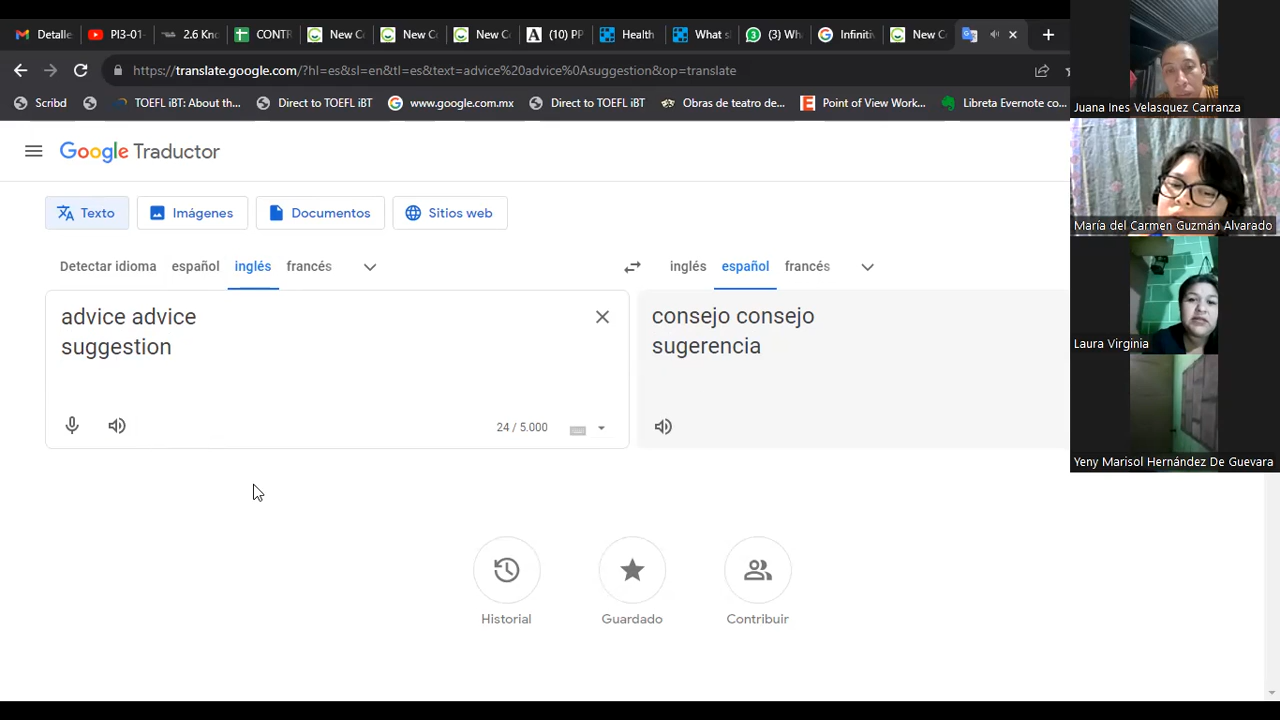 Detalle
PI3-01-
2.6 Kno
CONTR
New Co
New Co
New Co
(10) PP
Health
What s
(3) Wh
Infiniti
New C
https://translate.google.com/?hl=es&sl=en&tl=es&text=advice%20advice%0Asuggestion&op=translate
Scribd
TOEFL iBT: About th...
Direct to TOEFL iBT
www.google.com.mx
Direct to TOEFL iBT
Obras de teatro de...
Point of View Work...
Libreta Evernote co...
Google Traductor
Texto
Imágenes
Documentos
Sitios web
Detectar idioma
español
inglés
francés
inglés
español
francés
advice advice
suggestion
24 / 5.000
consejo consejo
sugerencia
Historial
Guardado
Contribuir
Juana Ines Velasquez Carranza
María del Carmen Guzmán Alvarado
Laura Virginia
Yeny Marisol Hernández De Guevara